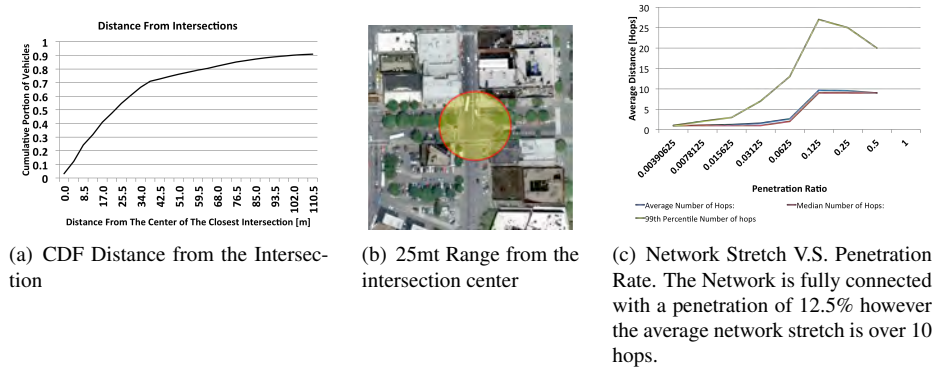 Distance From Intersections
Cumulative Portion of Vehicles
1
0.9
0.8
0.7
0.6
0.5
0.4
0.3
0.2
0.1
0
0.0
8.5
17.0
25.5
34.0
42.5
51.0
59.5
68.0
76.5
85.0
93.5
102.0
110.5
Distance From The Center of The Closest Intersection [m]
(a) CDF Distance from the Intersec-
tion
(b) 25mt Range from the
intersection center
Average Distance [Hops]
30
25
20
15
10
5
0
0.00390625
0.0078125
0.015625
0.03125
0.0625
0.125
0.25
0.5
1
Penetration Ratio
Average Number of Hops:
Median Number of Hops:
99th Percentile Number of hops
(c) Network Stretch V.S. Penetration
Rate. The Network is fully connected
with a penetration of 12.5% however
the average network stretch is over 10
hops.